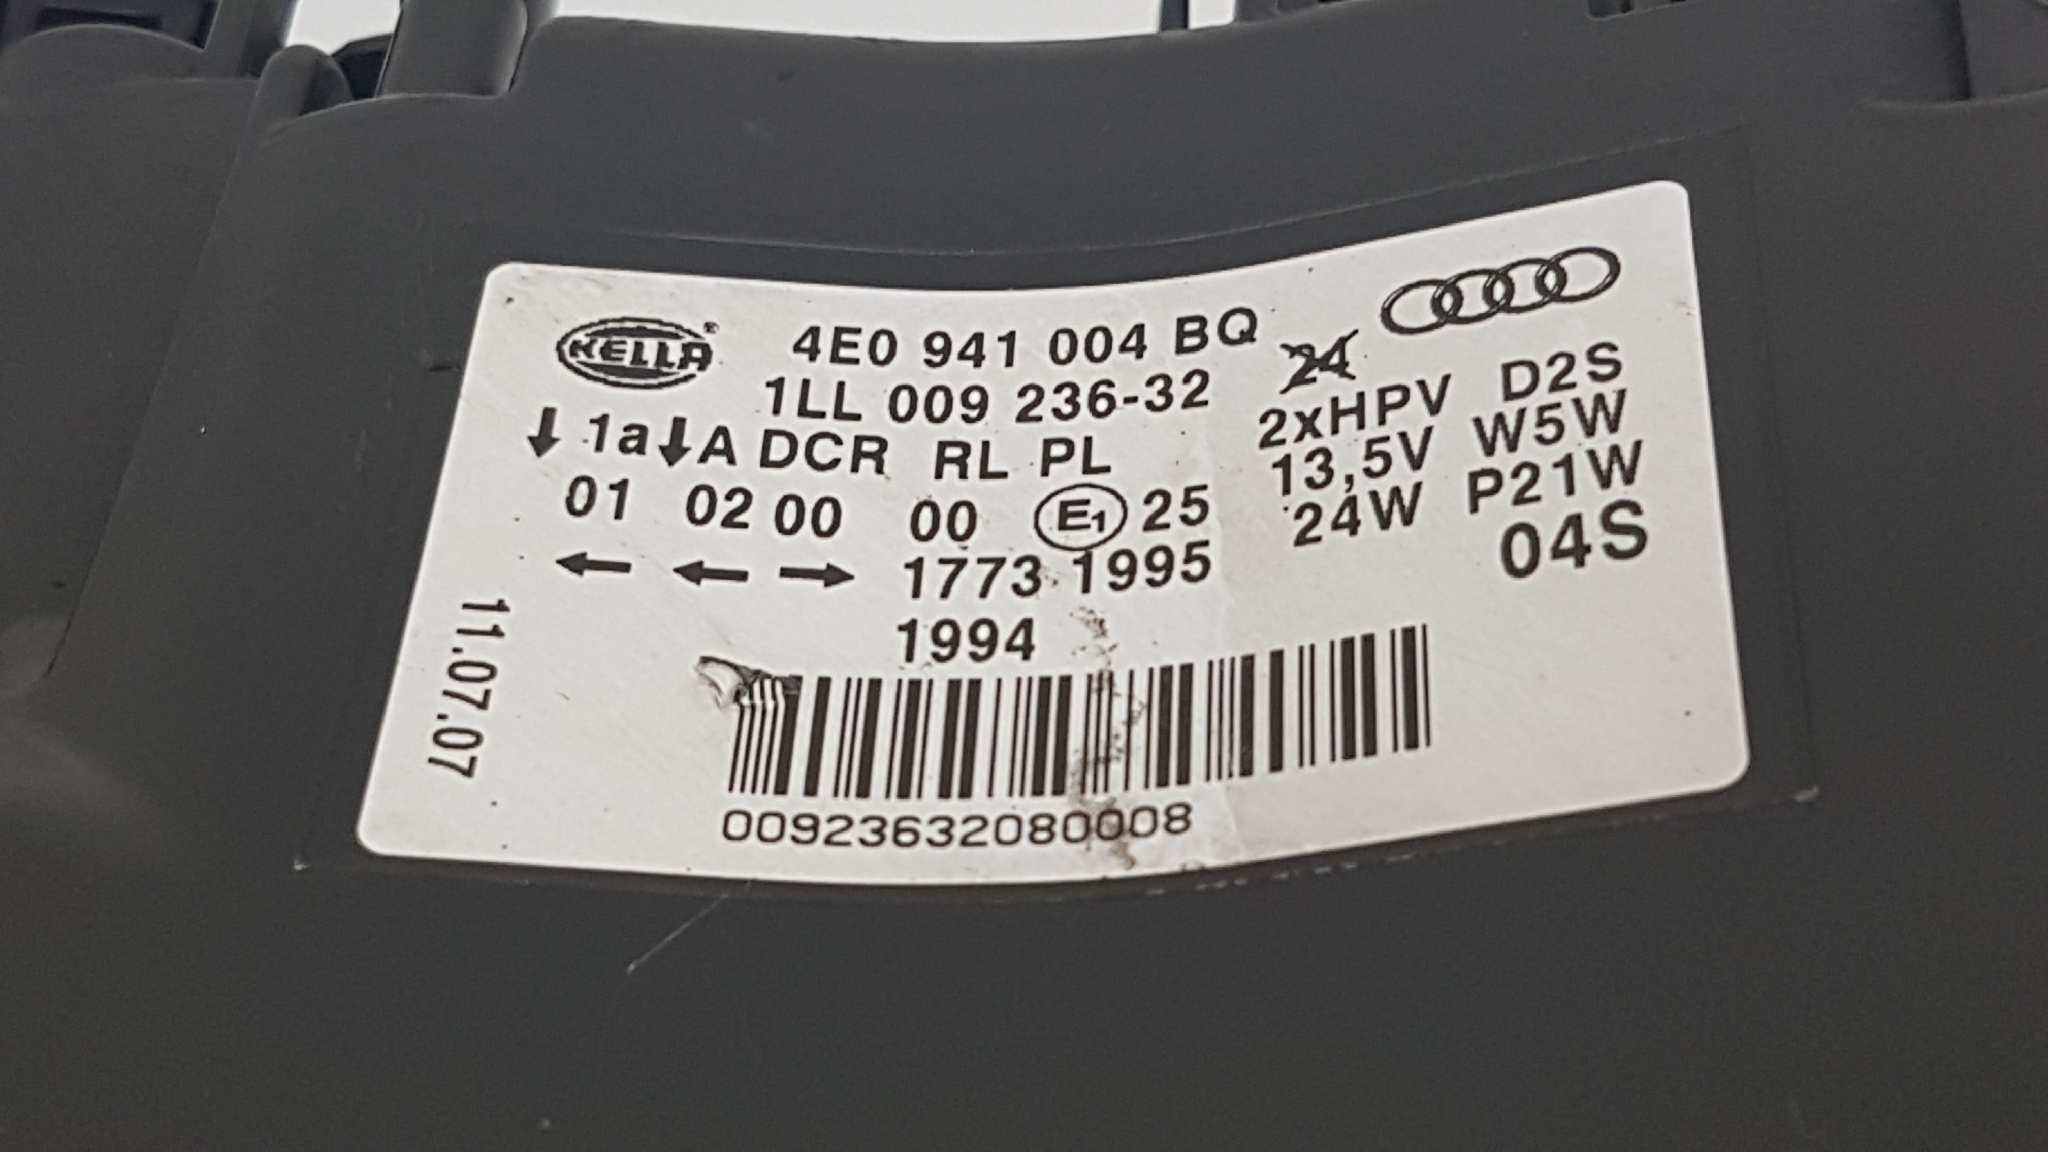 HELLA® 4E0 941 004 BQ
1LL 009 236-32 24
↓ 1a ↓ A DCR RL PL 2xHPV D2S
01 02 00 00 E1 25 13,5V W5W
← ← → 1773 1995 24W P21W
1994 04S
11.07.07
00923632080008